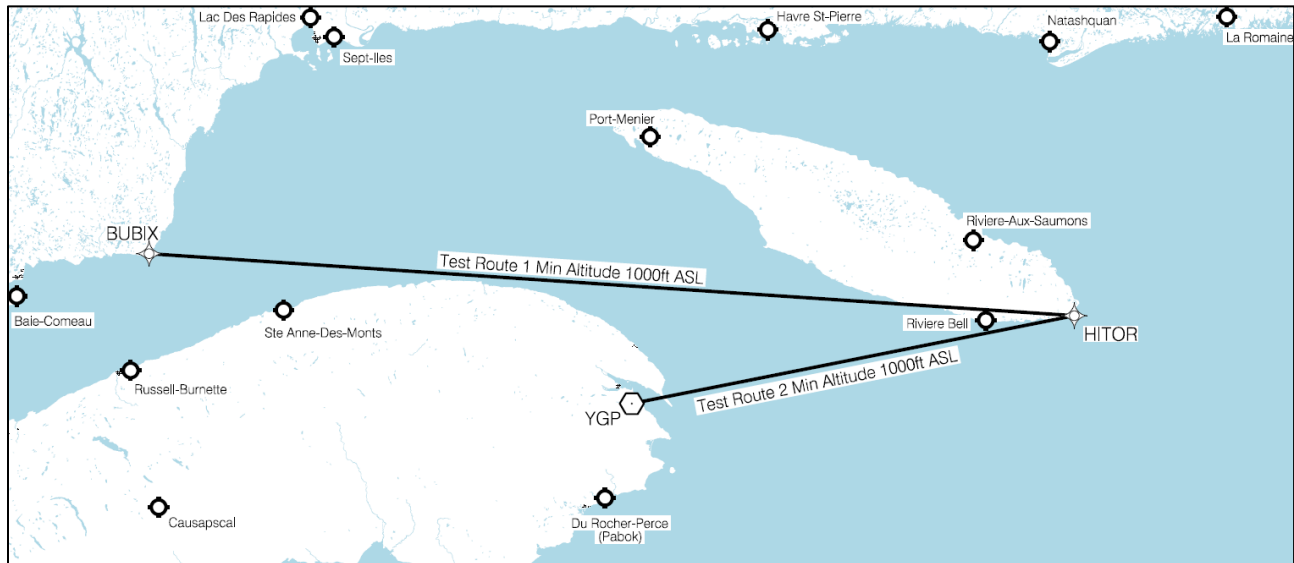 Lac Des Rapides
Sept-Iles
Havre St-Pierre
Natashquan
La Romaine
Port-Menier
BUBIX
Riviere-Aux-Saumons
Test Route 1 Min Altitude 1000ft ASL
Baie-Comeau
Ste Anne-Des-Monts
Riviere Bell
HITOR
Russell-Burnette
Test Route 2 Min Altitude 1000ft ASL
YGP
Causapscal
Du Rocher-Perce
(Pabok)